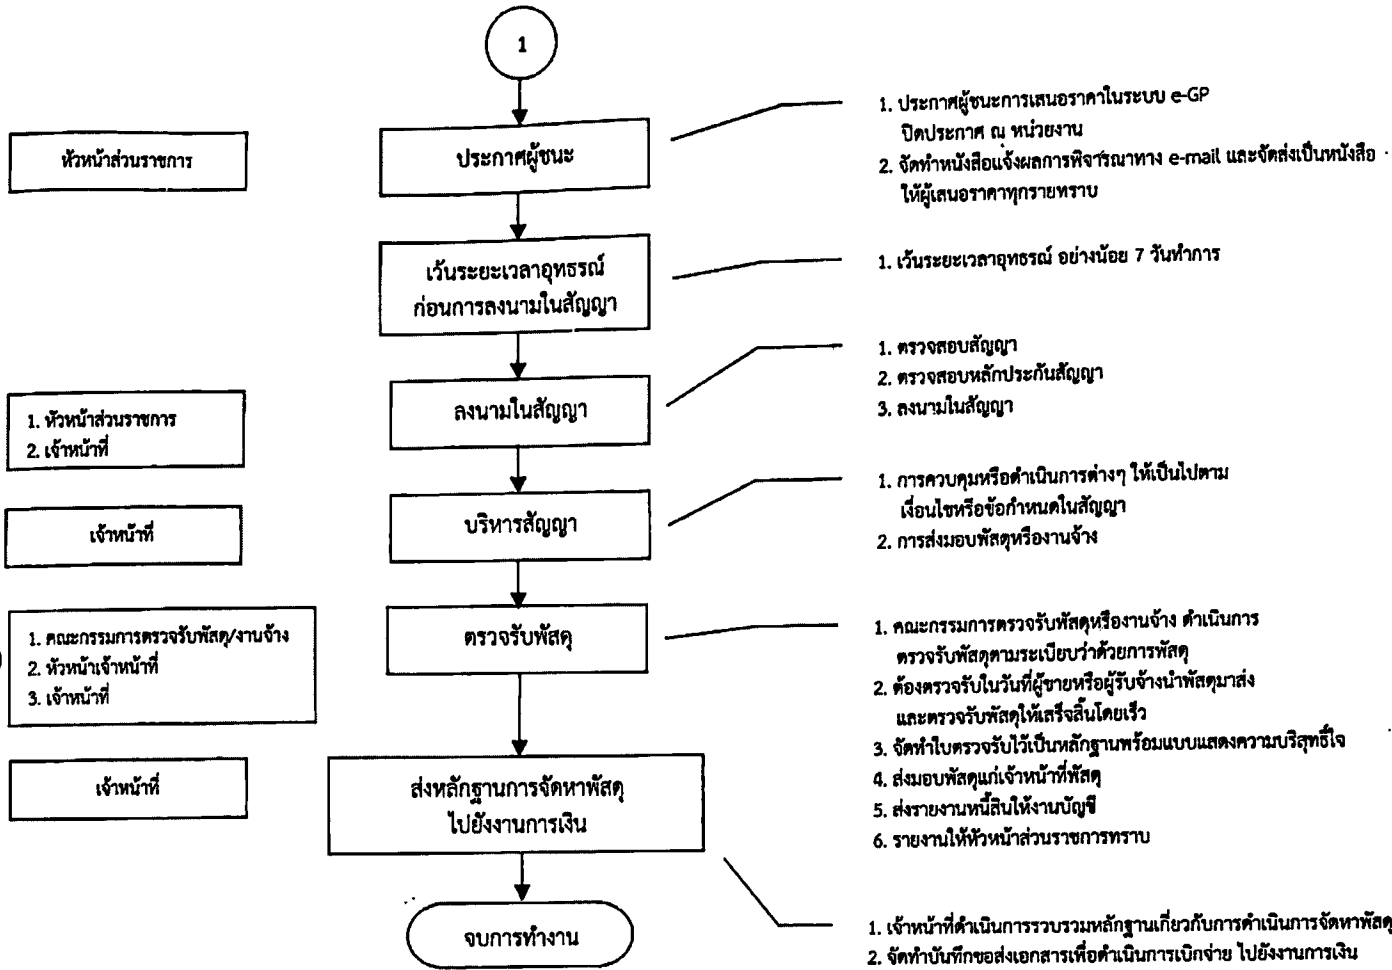 1
หัวหน้าส่วนราชการ
ประกาศผู้ชนะ
1. ประกาศผู้ชนะการเสนอราคาในระบบ e-GP
ปิดประกาศ ณ หน่วยงาน
2. จัดทำหนังสือแจ้งผลการพิจารณาทาง e-mail และจัดส่งเป็นหนังสือ
ให้ผู้เสนอราคาทุกรายทราบ
เว้นระยะเวลาอุทธรณ์
ก่อนการลงนามในสัญญา
1. เว้นระยะเวลาอุทธรณ์ อย่างน้อย 7 วันทำการ
1. หัวหน้าส่วนราชการ
2. เจ้าหน้าที่
ลงนามในสัญญา
1. ตรวจสอบสัญญา
2. ตรวจสอบหลักประกันสัญญา
3. ลงนามในสัญญา
เจ้าหน้าที่
บริหารสัญญา
1. การควบคุมหรือดำเนินการต่างๆ ให้เป็นไปตาม
เงื่อนไขหรือข้อกำหนดในสัญญา
2. การส่งมอบพัสดุหรืองานจ้าง
1. คณะกรรมการตรวจรับพัสดุ/งานจ้าง
2. หัวหน้าเจ้าหน้าที่
3. เจ้าหน้าที่
ตรวจรับพัสดุ
1. คณะกรรมการตรวจรับพัสดุหรืองานจ้าง ดำเนินการ
ตรวจรับพัสดุตามระเบียบว่าด้วยการพัสดุ
2. ต้องตรวจรับในวันที่ผู้ขายหรือผู้รับจ้างนำพัสดุมาส่ง
และตรวจรับพัสดุให้เสร็จสิ้นโดยเร็ว
3. จัดทำใบตรวจรับไว้เป็นหลักฐานพร้อมแบบแสดงความบริสุทธิ์ใจ
4. ส่งมอบพัสดุแก่เจ้าหน้าที่พัสดุ
5. ส่งรายงานหนี้สินให้งานบัญชี
6. รายงานให้หัวหน้าส่วนราชการทราบ
เจ้าหน้าที่
ส่งหลักฐานการจัดหาพัสดุ
ไปยังงานการเงิน
1. เจ้าหน้าที่ดำเนินการรวบรวมหลักฐานเกี่ยวกับการดำเนินการจัดหาพัสดุ
2. จัดทำบันทึกขอส่งเอกสารเพื่อดำเนินการเบิกจ่าย ไปยังงานการเงิน
จบการทำงาน